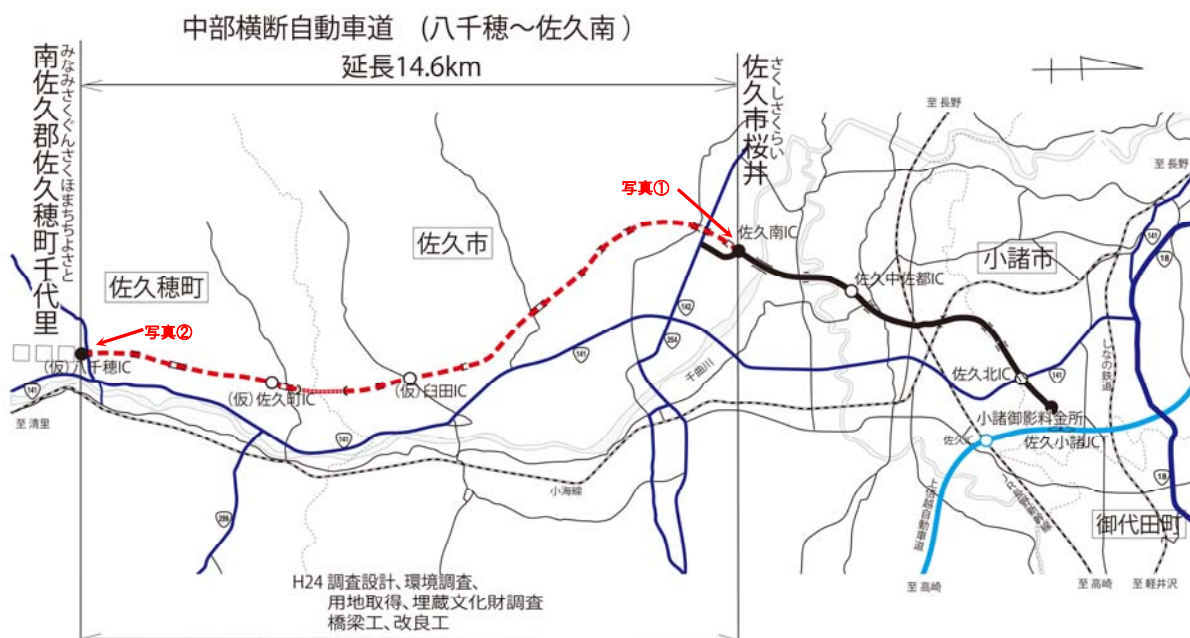 中部横断自動車道 (八千穂～佐久南)
延長14.6km
南佐久郡佐久穂町千代里
みなみさくぐんさくほまちちよさと
佐久市桜井
さくしさくらい
至 長野
至 長野
写真①
佐久南IC
佐久市
佐久穂町
写真②
(仮)八千穂IC
(仮)佐久町IC
(仮)臼田IC
佐久中佐都IC
小諸市
141
18
しなの鉄道
142
254
141
千曲川
佐久北IC
141
小諸御影料金所
佐久IC
佐久小諸JC
141
至 清里
141
小海線
299
上信越自動車道
JR長野新幹線
18
御代田町
至 高崎
至 高崎
至 軽井沢
H24 調査設計、環境調査、
用地取得、埋蔵文化財調査
橋梁工、改良工